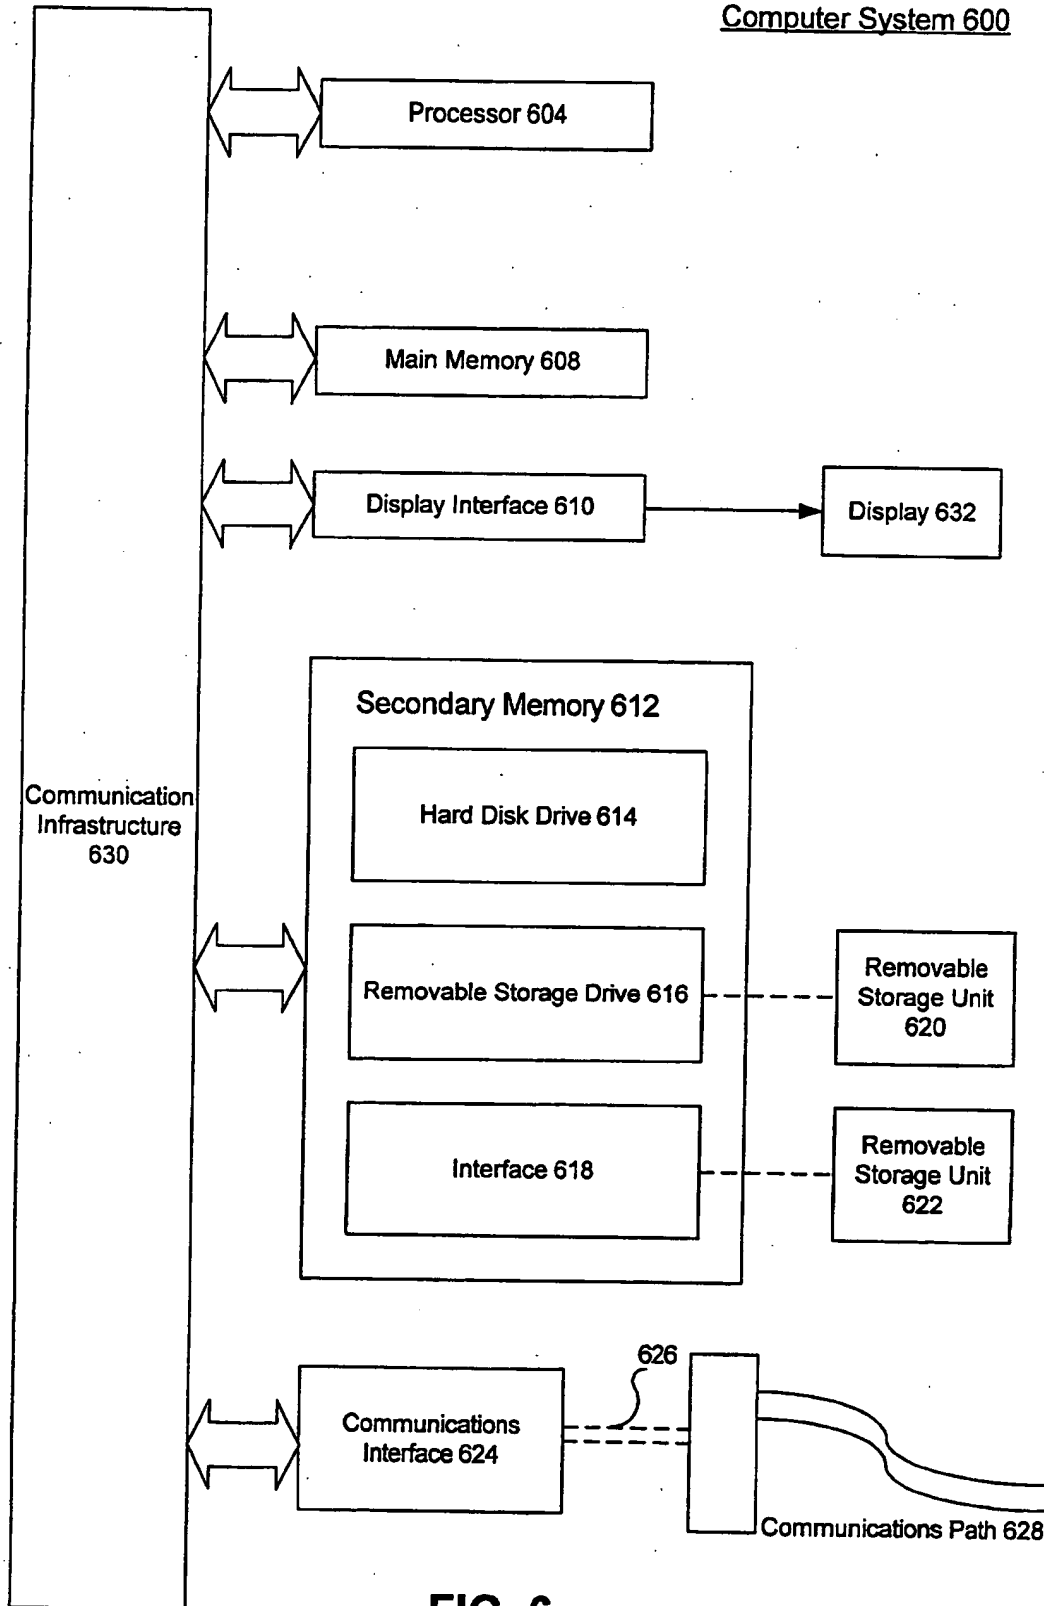 Computer System 600
Processor 604
Main Memory 608
Display Interface 610
Display 632
Secondary Memory 612
Hard Disk Drive 614
Communication
Infrastructure
630
Removable Storage Drive 616
Removable
Storage Unit
620
Interface 618
Removable
Storage Unit
622
626
Communications
Interface 624
Communications Path 628
FIG. 6